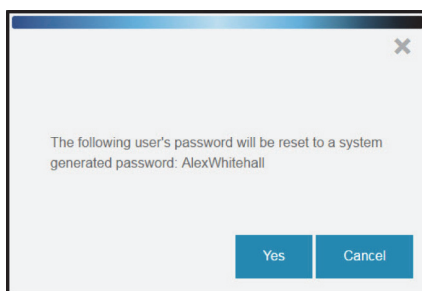 The following user's password will be reset to a system
generated password: AlexWhitehall
Yes Cancel